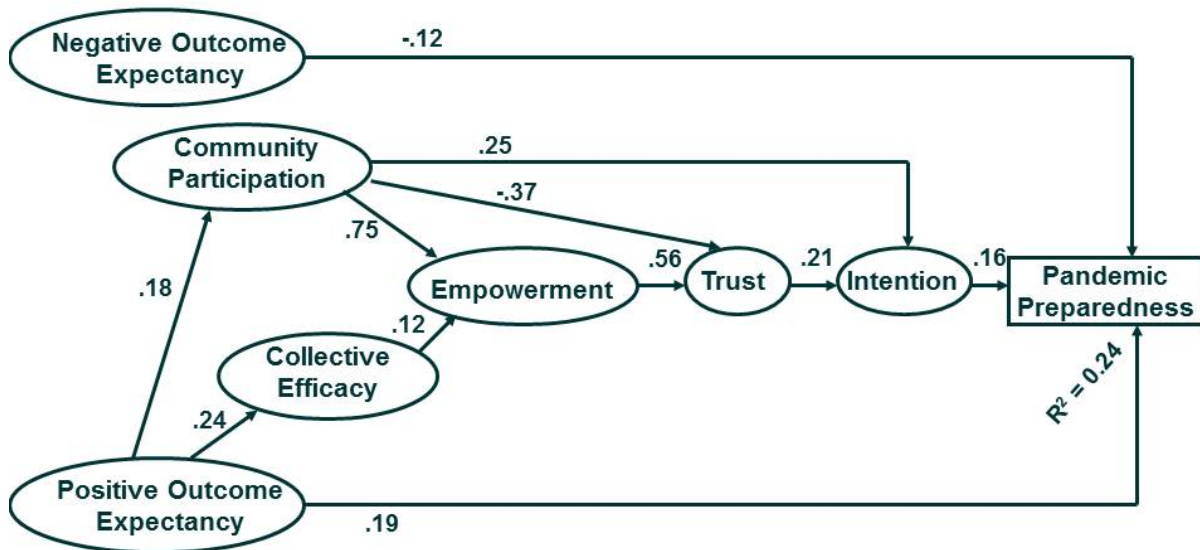 Negative Outcome
Expectancy
-.12
Community
Participation
.25
-.37
.75
.18
Empowerment
.56
Trust
.21
Intention
.16
Pandemic
Preparedness
.12
Collective
Efficacy
.24
R² = 0.24
Positive Outcome
Expectancy
.19